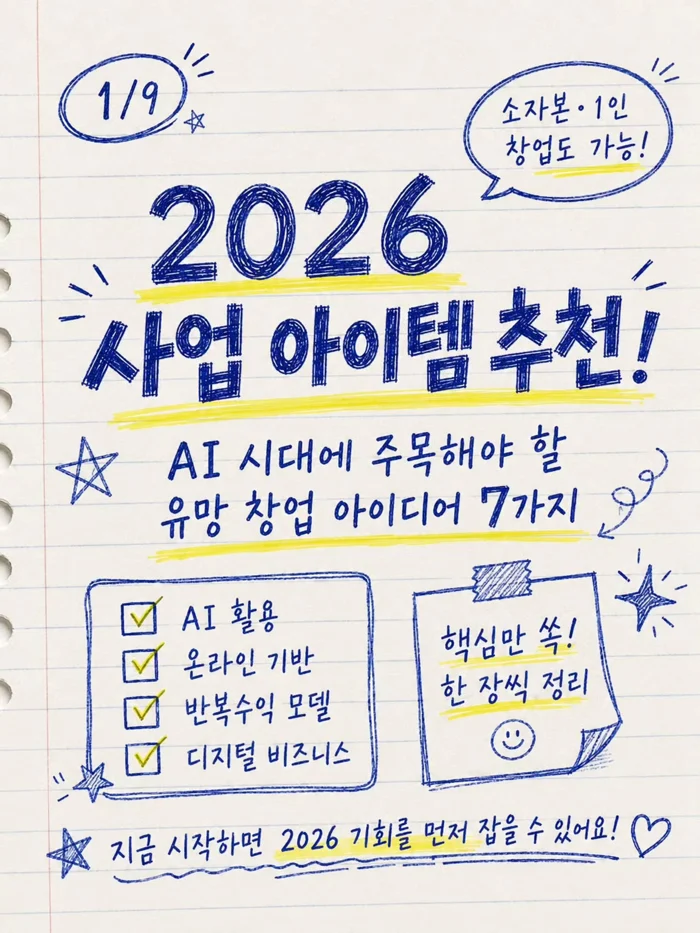 1/9
소자본·1인
창업도 가능!
2026
사업 아이템 추천!
AI 시대에 주목해야 할
유망 창업 아이디어 7가지
AI 활용
온라인 기반
반복수익 모델
디지털 비즈니스
핵심만 쏙!
한 장씩 정리
지금 시작하면 2026 기회를 먼저 잡을 수 있어요!